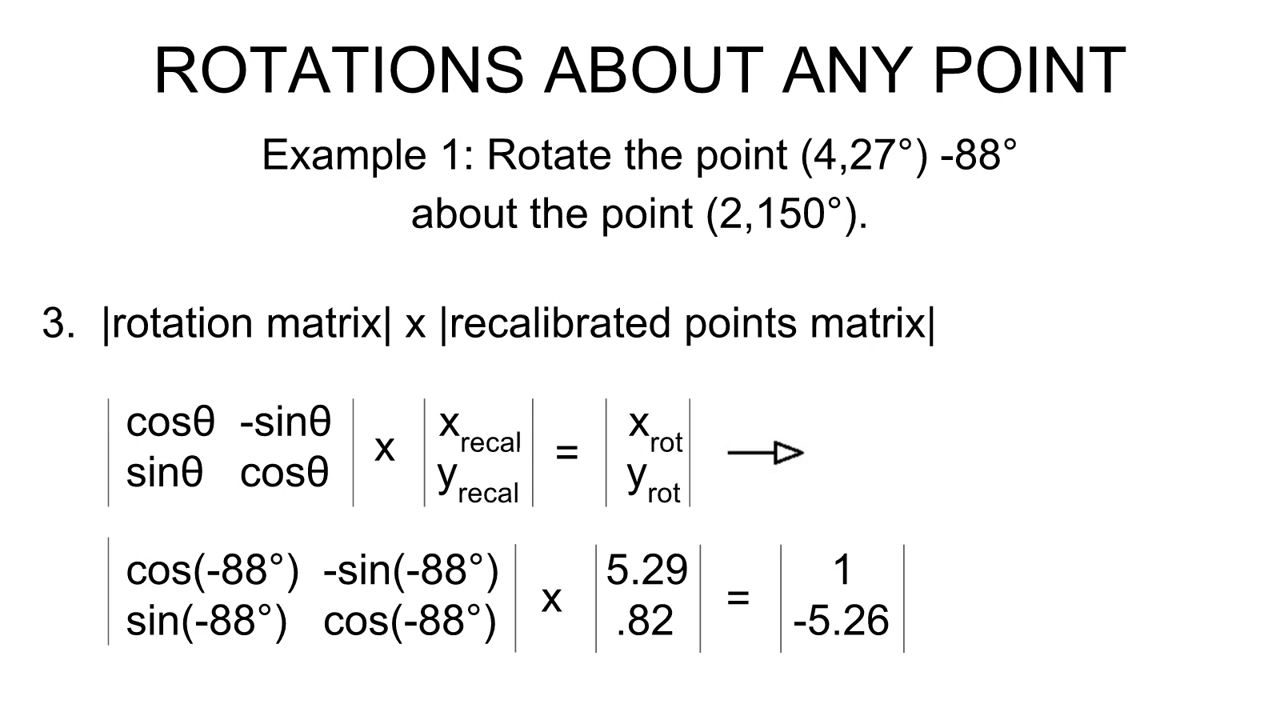 ROTATIONS ABOUT ANY POINT
Example 1: Rotate the point (4,27°) -88°
about the point (2,150°).
3. |rotation matrix| x |recalibrated points matrix|
| cosθ -sinθ | x | x_recal | = | x_rot |
| sinθ cosθ | | y_recal | | y_rot |
| cos(-88°) -sin(-88°) | x | 5.29 | = | 1 |
| sin(-88°) cos(-88°) | | .82 | | -5.26 |